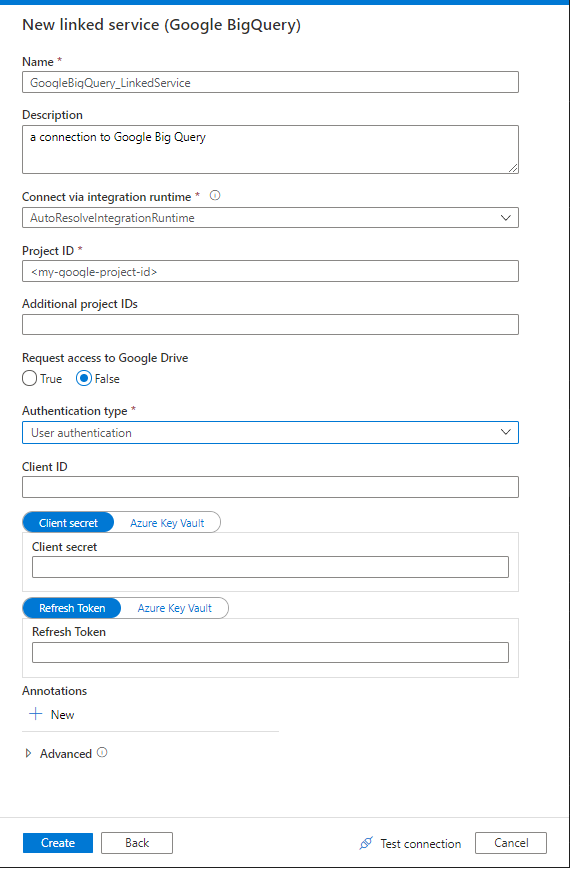 New linked service (Google BigQuery)
Name *
GoogleBigQuery_LinkedService
Description
a connection to Google Big Query
Connect via integration runtime *
AutoResolveIntegrationRuntime
Project ID *
<my-google-project-id>
Additional project IDs
Request access to Google Drive
True False
Authentication type *
User authentication
Client ID
Client secret Azure Key Vault
Client secret
Refresh Token Azure Key Vault
Refresh Token
Annotations
New
Advanced
Create Back Test connection Cancel